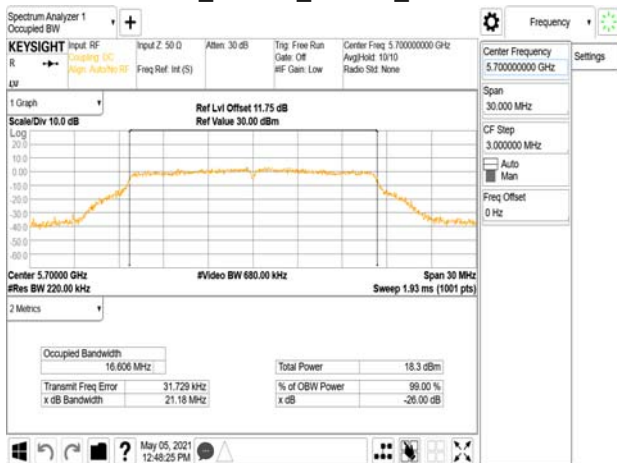 Spectrum Analyzer 1
Occupied BW
+
Frequency
KEYSIGHT
Input: RF
Coupling: DC
Align: Auto/No RF
Input Z: 50 Ω
Freq Ref: Int (S)
Atten: 30 dB
Trig: Free Run
Gate: Off
#IF Gain: Low
Center Freq: 5.700000000 GHz
Avg|Hold: 10/10
Radio Std: None
R
LU
Center Frequency
5.700000000 GHz
Settings
Span
30.000 MHz
CF Step
3.000000 MHz
Auto
Man
Freq Offset
0 Hz
1 Graph
Scale/Div 10.0 dB
Ref Lvl Offset 11.75 dB
Ref Value 30.00 dBm
Log
20.0
10.0
0.00
-10.0
-20.0
-30.0
-40.0
-50.0
-60.0
Center 5.70000 GHz
#Res BW 220.00 kHz
#Video BW 680.00 kHz
Span 30 MHz
Sweep 1.93 ms (1001 pts)
2 Metrics
Occupied Bandwidth
16.606 MHz
Total Power 18.3 dBm
Transmit Freq Error 31.729 kHz
% of OBW Power 99.00 %
x dB Bandwidth 21.18 MHz
x dB -26.00 dB
?
May 05, 2021
12:48:25 PM